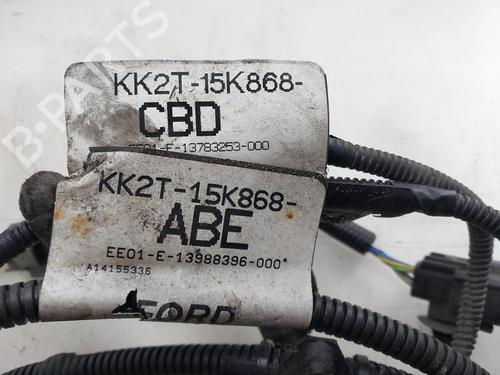 B-PARTS
KK2T-15K868-
CBD
EE01-E-13783253-000
KK2T-15K868-
ABE
EE01-E-13988396-000*
A14155336
FORD